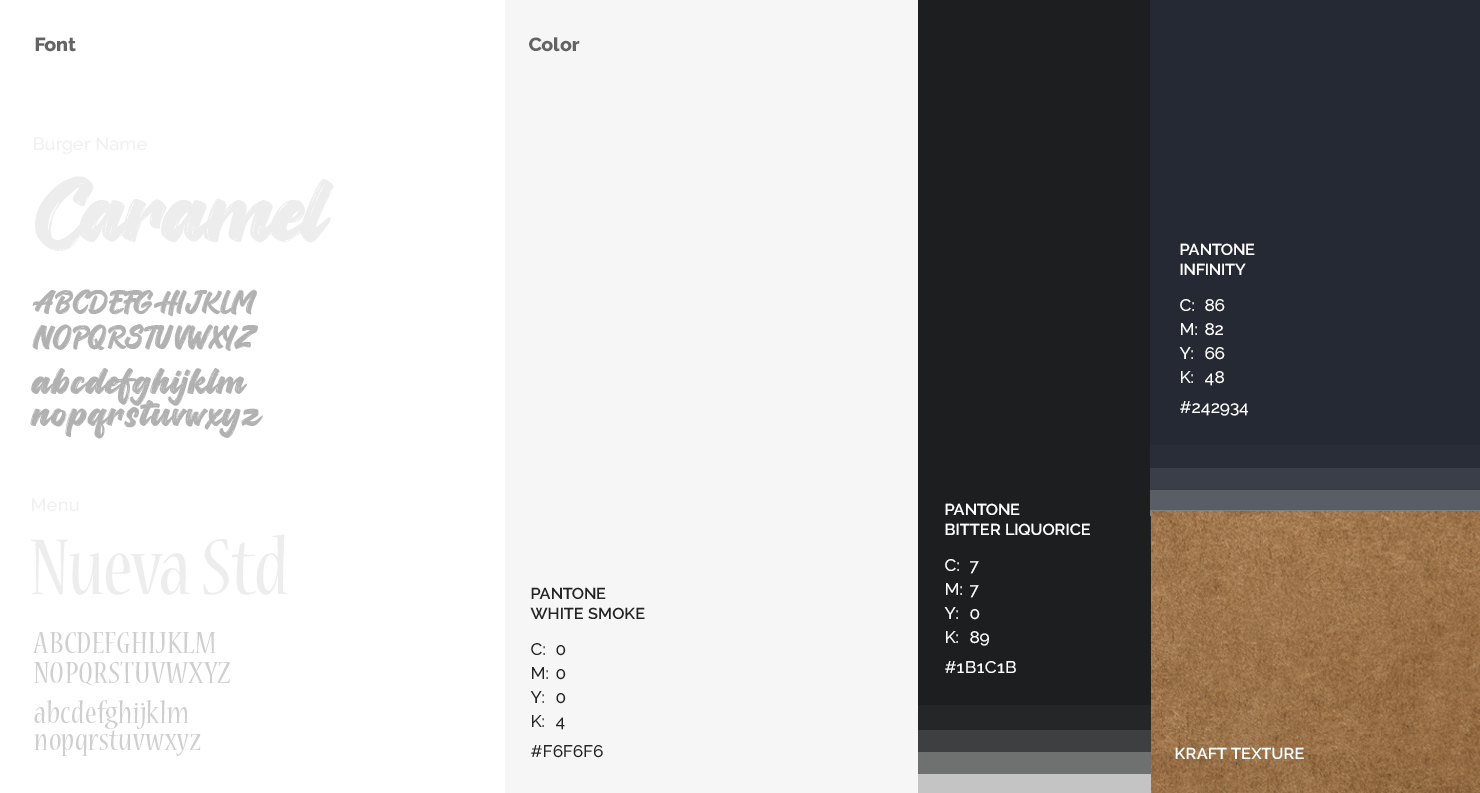 Font
Burger Name
Caramel
ABCDEFGHIJKLM
NOPQRSTUVWXYZ
abcdefghijklm
nopqrstuvwxyz
Menu
Nueva Std
ABCDEFGHIJKLM
NOPQRSTUVWXYZ
abcdefghijklm
nopqrstuvwxyz
Color
PANTONE
WHITE SMOKE
C: 0
M: 0
Y: 0
K: 4
#F6F6F6
PANTONE
BITTER LIQUORICE
C: 7
M: 7
Y: 0
K: 89
#1B1C1B
PANTONE
INFINITY
C: 86
M: 82
Y: 66
K: 48
#242934
KRAFT TEXTURE